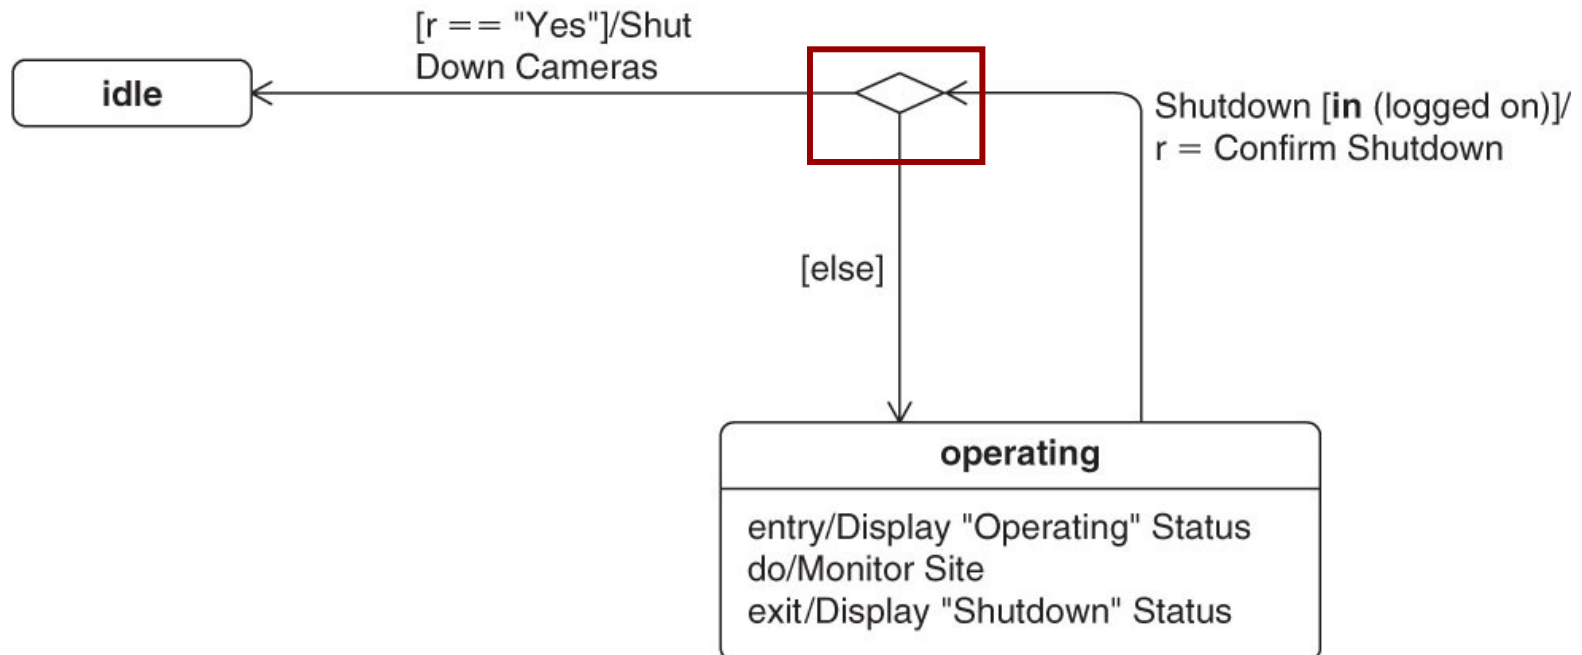 [r == "Yes"]/Shut
Down Cameras
idle
Shutdown [in (logged on)]/
r = Confirm Shutdown
[else]
operating
entry/Display "Operating" Status
do/Monitor Site
exit/Display "Shutdown" Status